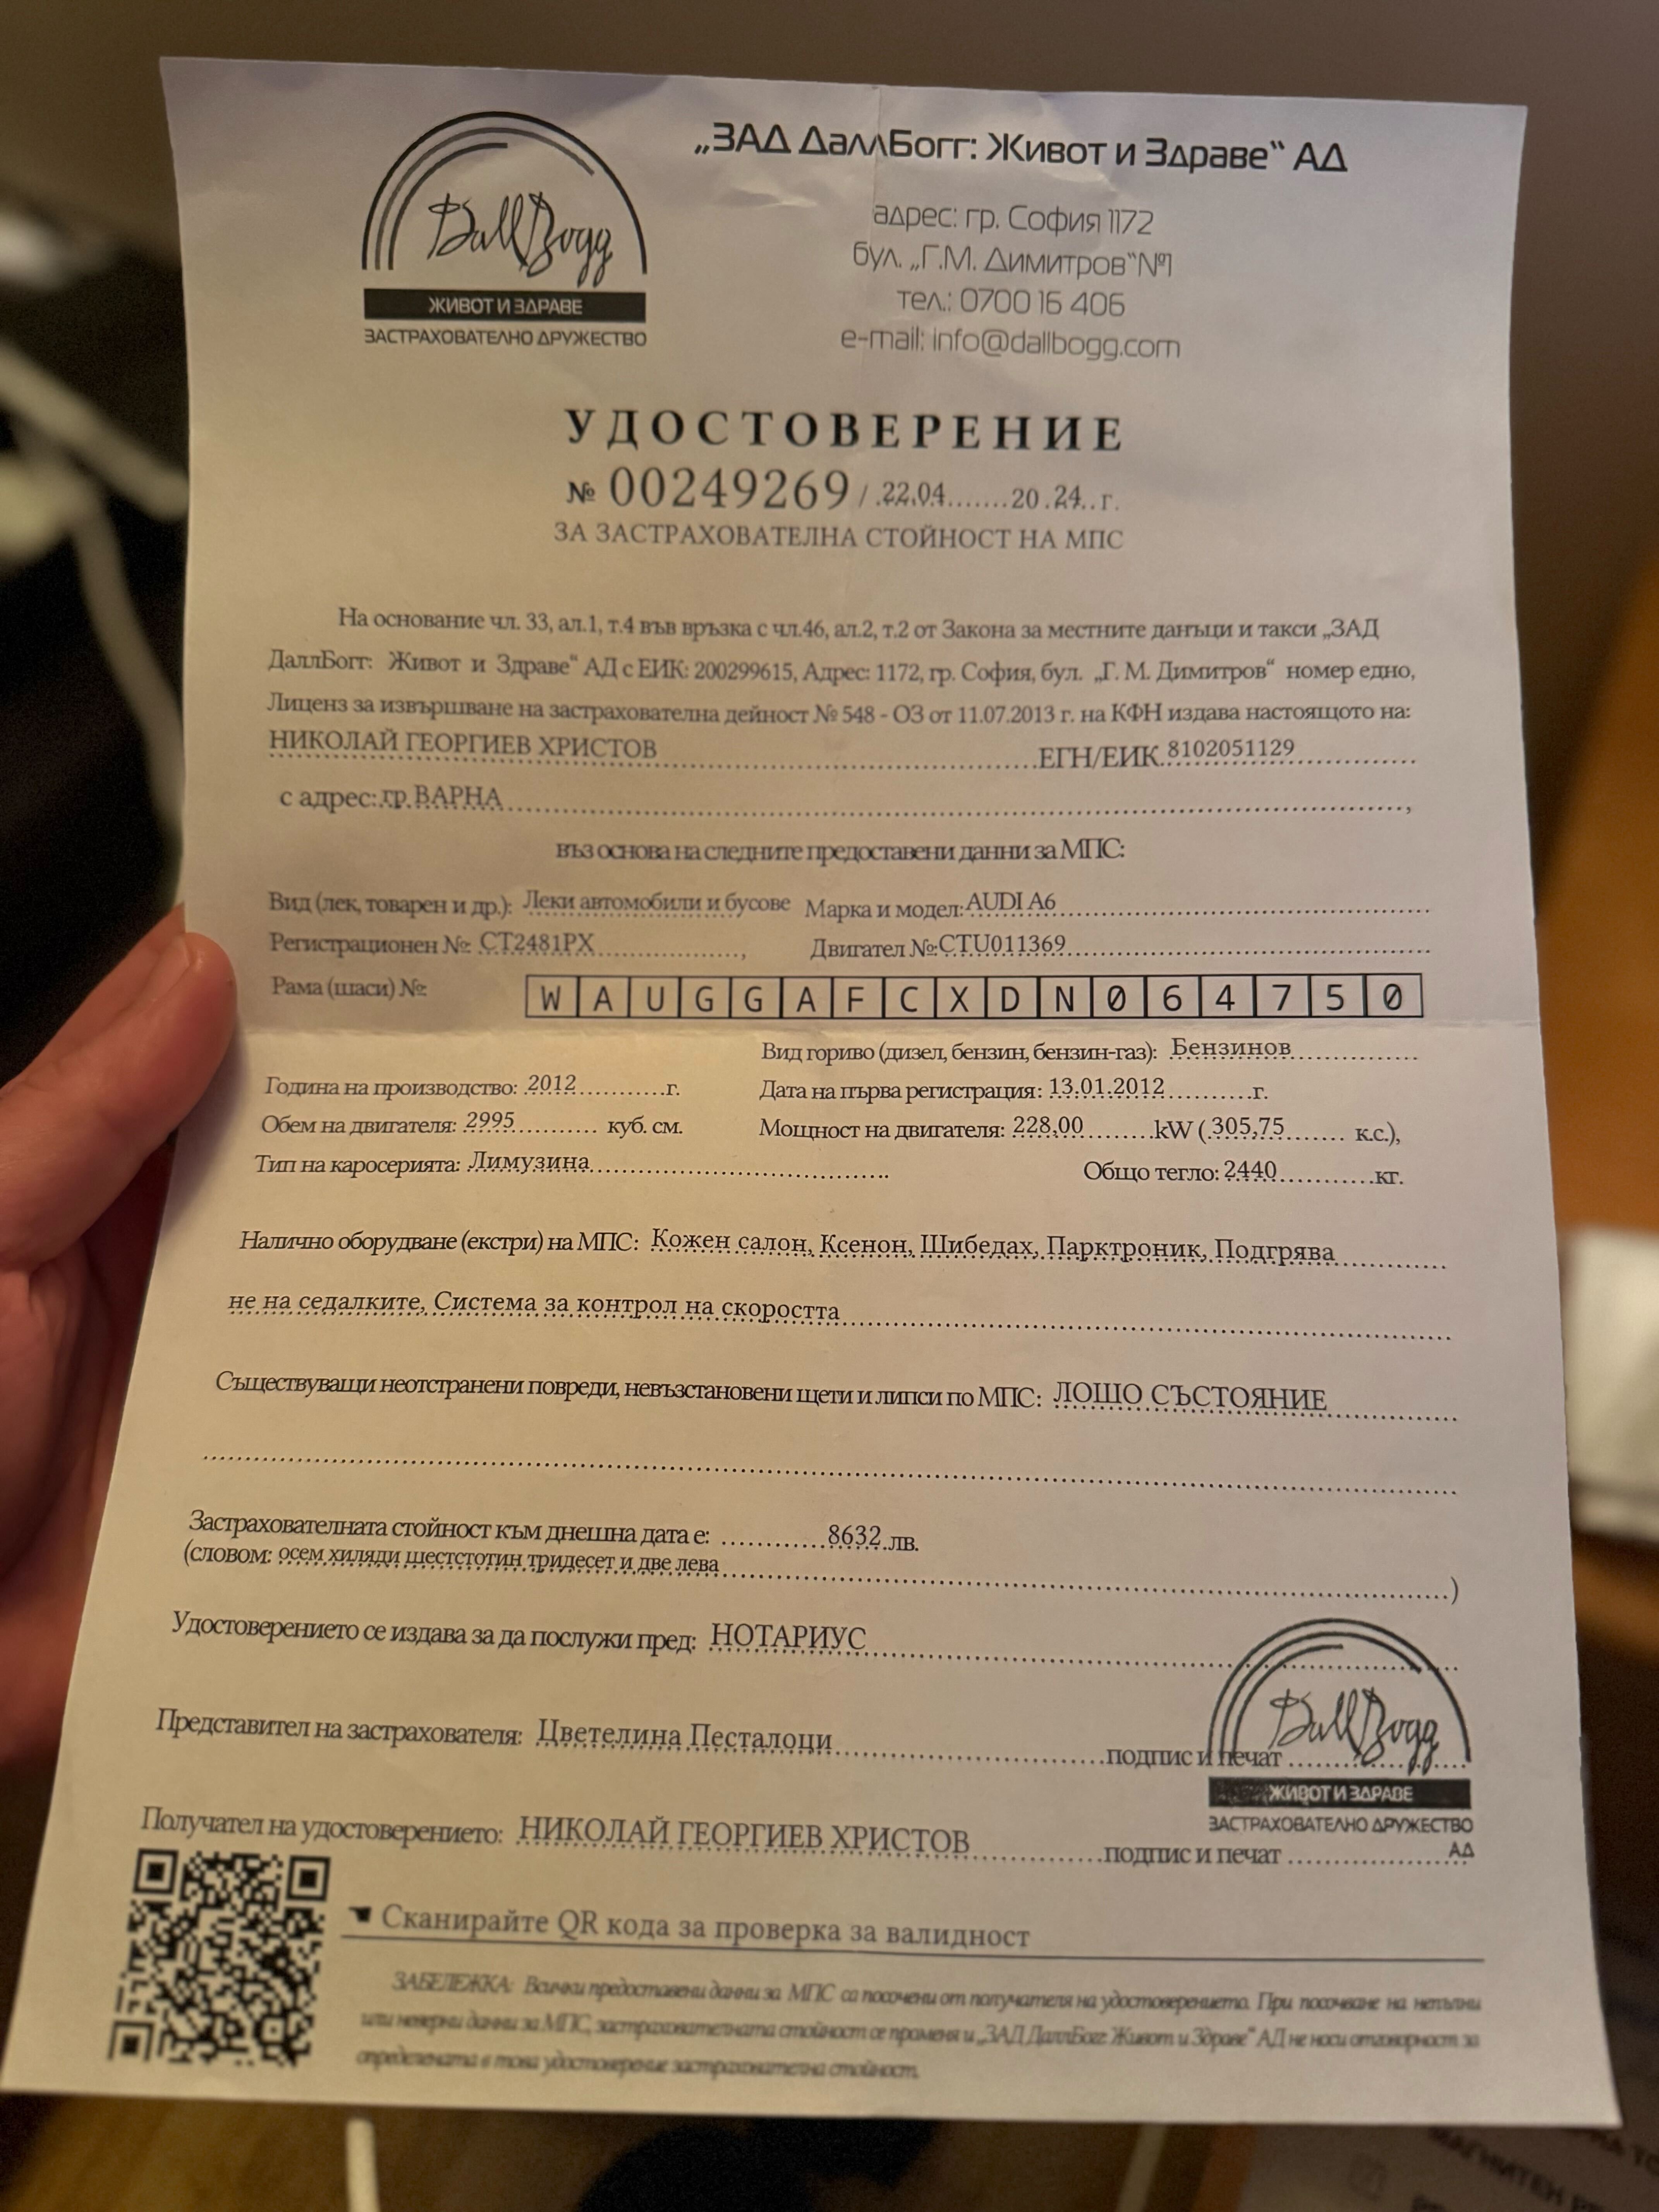 DallBogg
ЖИВОТ И ЗДРАВЕ
ЗАСТРАХОВАТЕЛНО ДРУЖЕСТВО
„ЗАД ДаллБогг: Живот и Здраве“ АД
адрес: гр. София 1172
бул. „Г.М. Димитров“ №1
тел.: 0700 16 406
e-mail: info@dallbogg.com
УДОСТОВЕРЕНИЕ
№ 00249269 / .22.04.......20.24..г.
ЗА ЗАСТРАХОВАТЕЛНА СТОЙНОСТ НА МПС
На основание чл. 33, ал.1, т.4 във връзка с чл.46, ал.2, т.2 от Закона за местните данъци и такси „ЗАД
ДаллБогг: Живот и Здраве“ АД с ЕИК: 200299615, Адрес: 1172, гр. София, бул. „Г. М. Димитров“ номер едно,
Лиценз за извършване на застрахователна дейност № 548 - ОЗ от 11.07.2013 г. на КФН издава настоящото на:
НИКОЛАЙ ГЕОРГИЕВ ХРИСТОВ ЕГН/ЕИК 8102051129
с адрес: гр.ВАРНА,
въз основа на следните предоставени данни за МПС:
Вид (лек, товарен и др.): Леки автомобили и бусове Марка и модел: AUDI A6
Регистрационен №: CT2481PX, Двигател №: CTU011369
Рама (шаси) №: WAUGGAFCXDN064750
Вид гориво (дизел, бензин, бензин-газ): Бензинов
Година на производство: 2012 г. Дата на първа регистрация: 13.01.2012 г.
Обем на двигателя: 2995 куб. см. Мощност на двигателя: 228,00 kW (305,75 к.с.),
Тип на каросерията: Лимузина Общо тегло: 2440 кг.
Налично оборудване (екстри) на МПС: Кожен салон, Ксенон, Шибедах, Парктроник, Подгрява
не на седалките, Система за контрол на скоростта
Съществуващи неотстранени повреди, невъзстановени щети и липси по МПС: ЛОШО СЪСТОЯНИЕ
Застрахователната стойност към днешна дата е: 8632 лв.
(словом: осем хиляди шестстотин тридесет и две лева)
Удостоверението се издава за да послужи пред: НОТАРИУС
Представител на застрахователя: Цветелина Песталоци подпис и печат
DallBogg
ЖИВОТ И ЗДРАВЕ
ЗАСТРАХОВАТЕЛНО ДРУЖЕСТВО
АД
Получател на удостоверението: НИКОЛАЙ ГЕОРГИЕВ ХРИСТОВ подпис и печат
Сканирайте QR кода за проверка за валидност
ЗАБЕЛЕЖКА: Всички предоставени данни за МПС са посочени от получателя на удостоверението. При посочване на непълни
или неверни данни за МПС, застрахователната стойност се променя и „ЗАД ДаллБогг: Живот и Здраве“ АД не носи отговорност за
определената в това удостоверение застрахователна стойност.